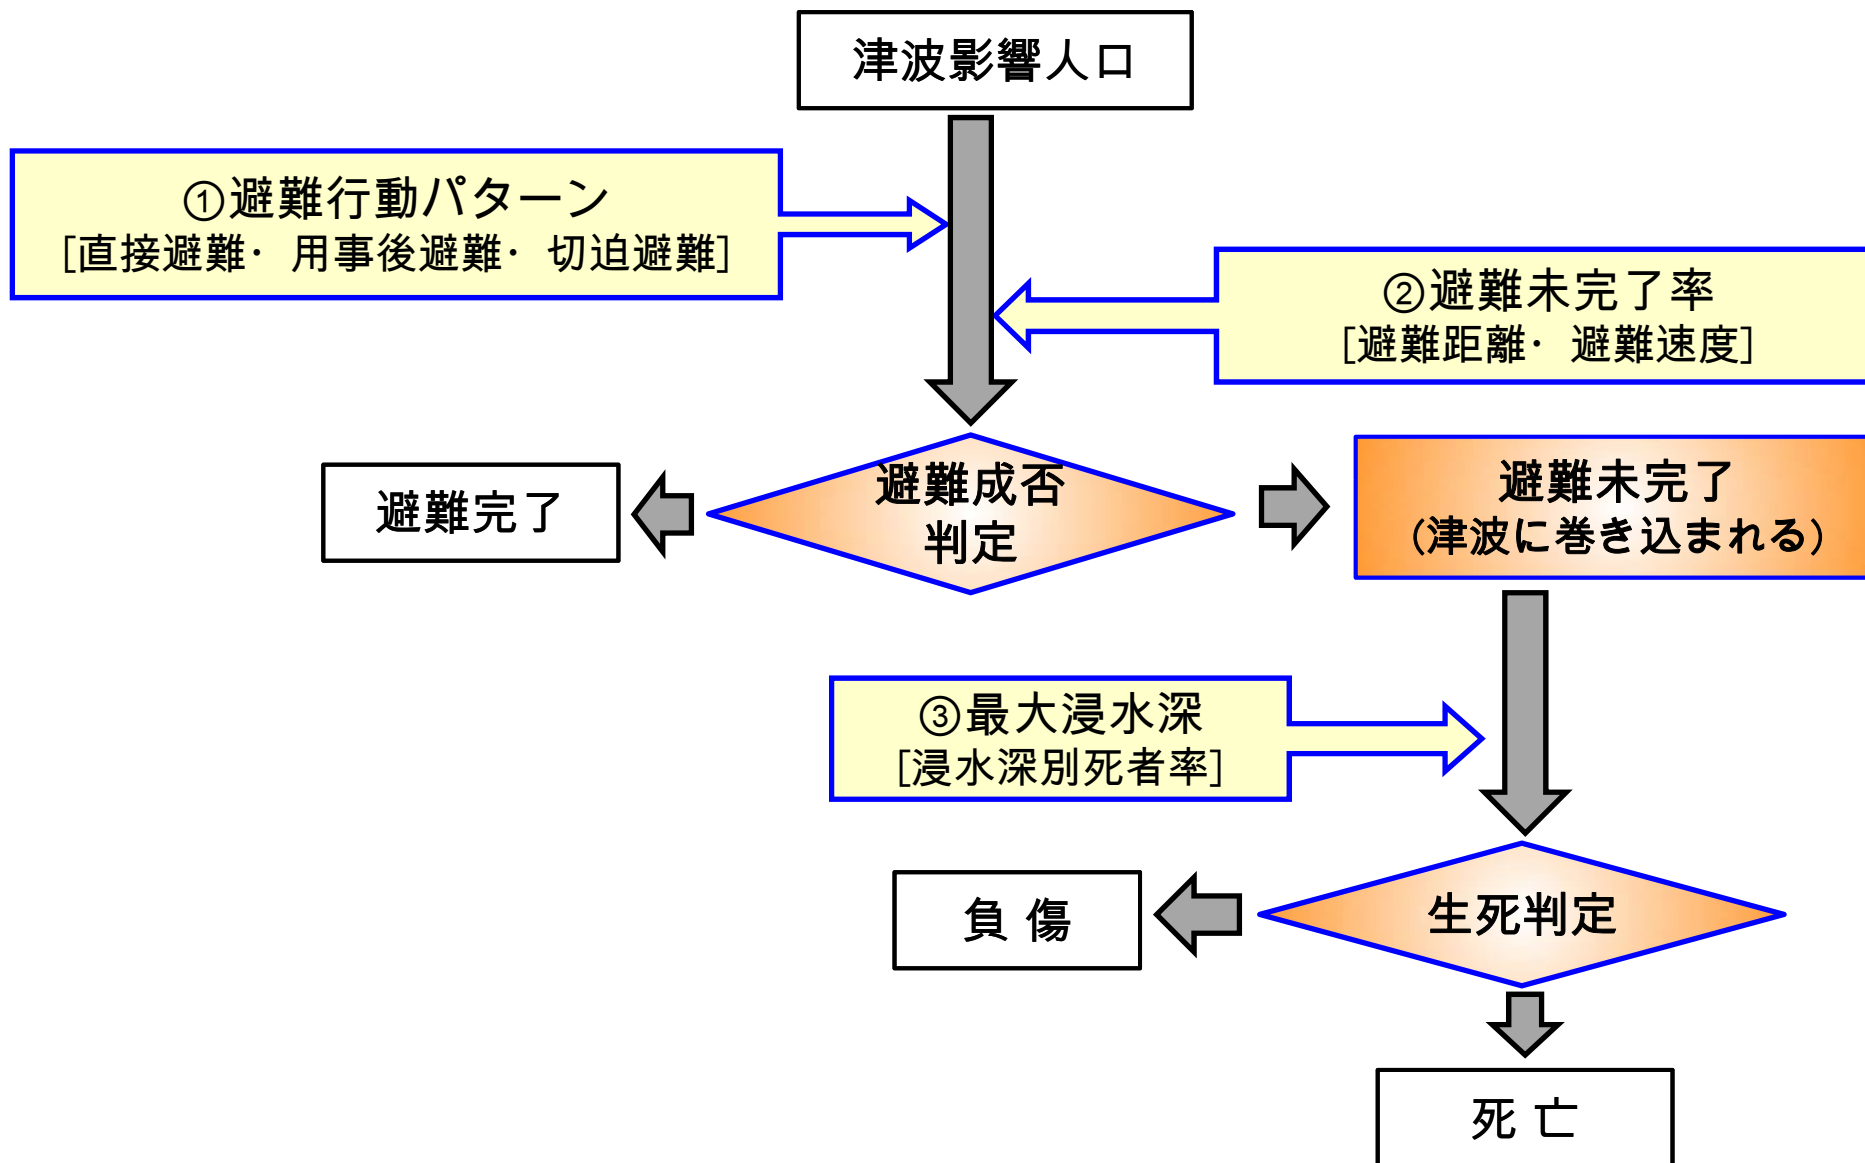 津波影響人口
①避難行動パターン
[直接避難・用事後避難・切迫避難]
②避難未完了率
[避難距離・避難速度]
避難成否
判定
避難完了
避難未完了
(津波に巻き込まれる)
③最大浸水深
[浸水深別死者率]
生死判定
負 傷
死 亡